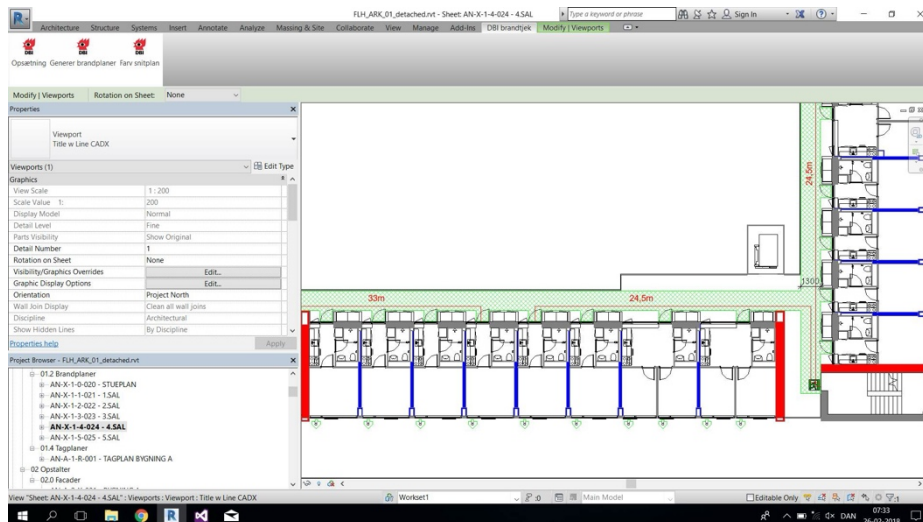 FLH_ARK_01_detached.rvt - Sheet: AN-X-1-4-024 - 4.SAL
Type a keyword or phrase
Sign In
Architecture Structure Systems Insert Annotate Analyze Massing & Site Collaborate View Manage Add-Ins DBI brandtjek Modify | Viewports
DBI DBI DBI
Opsætning Generer brandplaner Farv snitplan
Modify | Viewports Rotation on Sheet: None
Properties
Viewport
Title w Line CADX
Viewports (1) Edit Type
Graphics
View Scale 1 : 200
Scale Value 1: 200
Display Model Normal
Detail Level Fine
Parts Visibility Show Original
Detail Number 1
Rotation on Sheet None
Visibility/Graphics Overrides Edit...
Graphic Display Options Edit...
Orientation Project North
Wall Join Display Clean all wall joins
Discipline Architectural
Show Hidden Lines By Discipline
Properties help Apply
Project Browser - FLH_ARK_01_detached.rvt
01.2 Brandplaner
AN-X-1-0-020 - STUEPLAN
AN-X-1-1-021 - 1.SAL
AN-X-1-2-022 - 2.SAL
AN-X-1-3-023 - 3.SAL
AN-X-1-4-024 - 4.SAL
AN-X-1-5-025 - 5.SAL
01.4 Tagplaner
AN-A-1-R-001 - TAGPLAN BYGNING A
02 Opstalter
02.0 Facader
24,5m
1300
33m
24,5m
View "Sheet: AN-X-1-4-024 - 4.SAL" : Viewports : Viewport : Title w Line CADX
Workset1
:0
Main Model
Editable Only
:1
DAN
07:33
26-02-2018